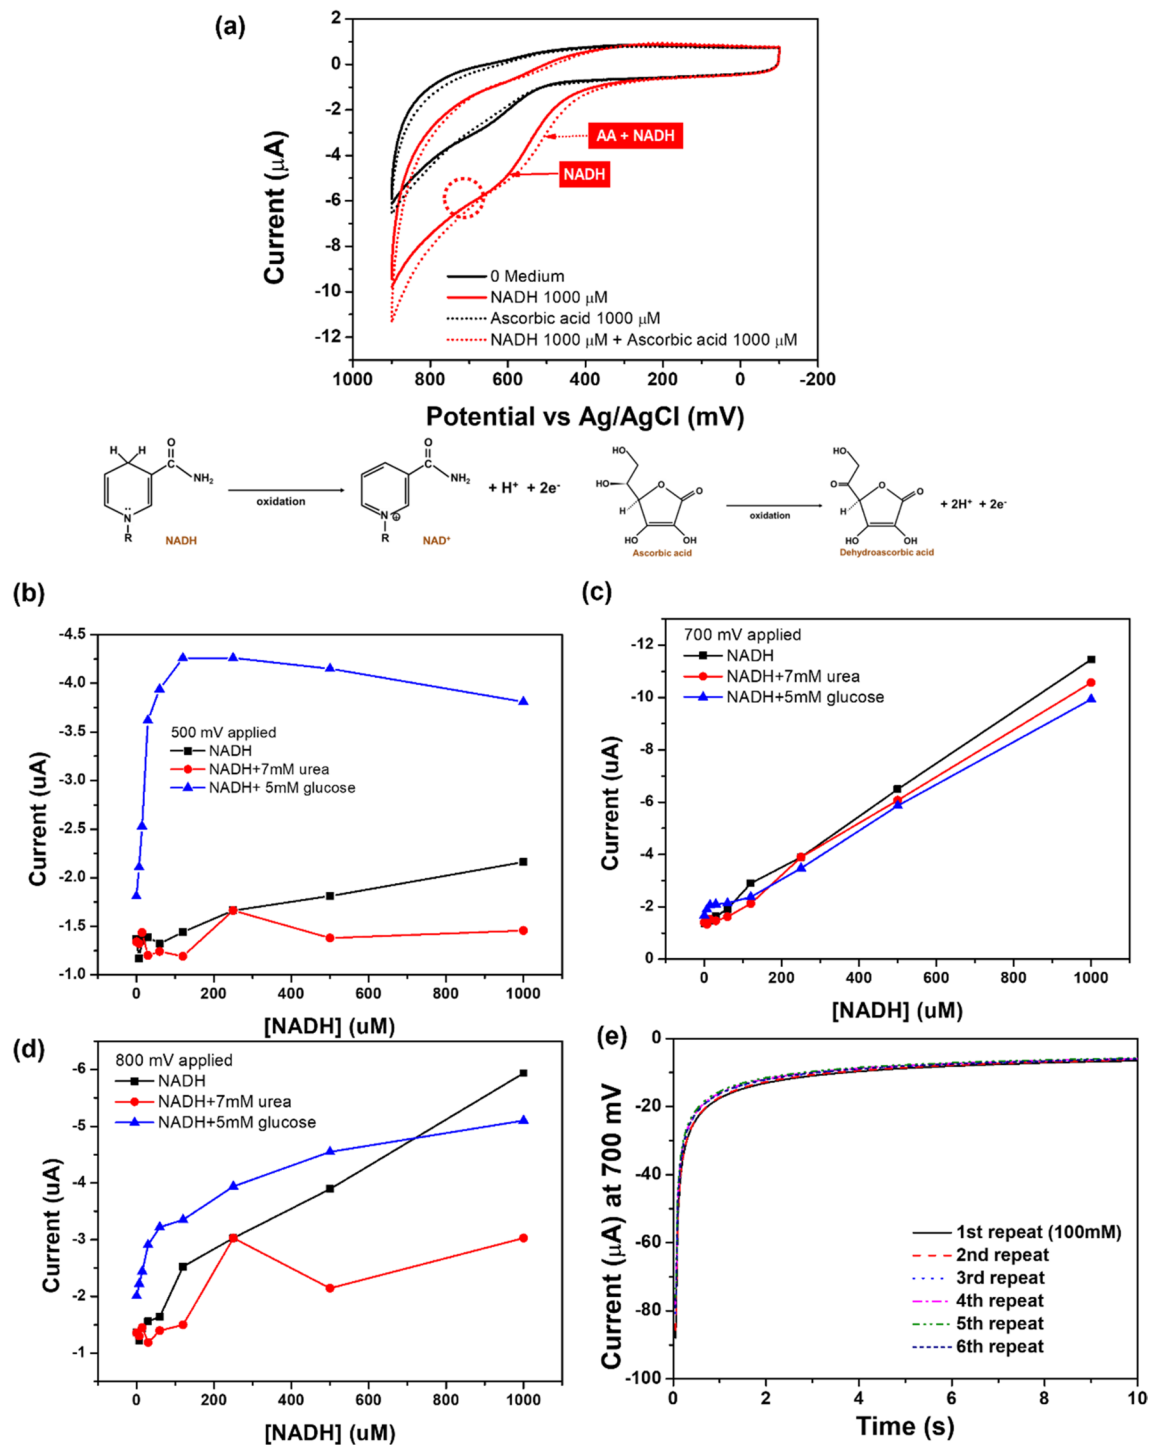 (a)
2
0
-2
-4
-6
-8
-10
-12
Current (μA)
AA + NADH
NADH
0 Medium
NADH 1000 μM
Ascorbic acid 1000 μM
NADH 1000 μM + Ascorbic acid 1000 μM
1000 800 600 400 200 0 -200
Potential vs Ag/AgCl (mV)
H H O
C
NH₂
N
R
NADH
oxidation
O
C
NH₂
N
⊕
R
NAD⁺
+ H⁺ + 2e⁻
HO
HO
H
O
O
HO OH
Ascorbic acid
oxidation
HO
O
H
O
O
HO OH
Dehydroascorbic acid
+ 2H⁺ + 2e⁻
(b)
-4.5
-4.0
-3.5
-3.0
-2.5
-2.0
-1.5
-1.0
Current (uA)
500 mV applied
NADH
NADH+7mM urea
NADH+ 5mM glucose
0 200 400 600 800 1000
[NADH] (uM)
(c)
-12
-10
-8
-6
-4
-2
0
Current (uA)
700 mV applied
NADH
NADH+7mM urea
NADH+5mM glucose
0 200 400 600 800 1000
[NADH] (uM)
(d)
-6
-5
-4
-3
-2
-1
Current (uA)
800 mV applied
NADH
NADH+7mM urea
NADH+5mM glucose
0 200 400 600 800 1000
[NADH] (uM)
(e)
0
-20
-40
-60
-80
-100
Current (μA) at 700 mV
1st repeat (100mM)
2nd repeat
3rd repeat
4th repeat
5th repeat
6th repeat
0 2 4 6 8 10
Time (s)